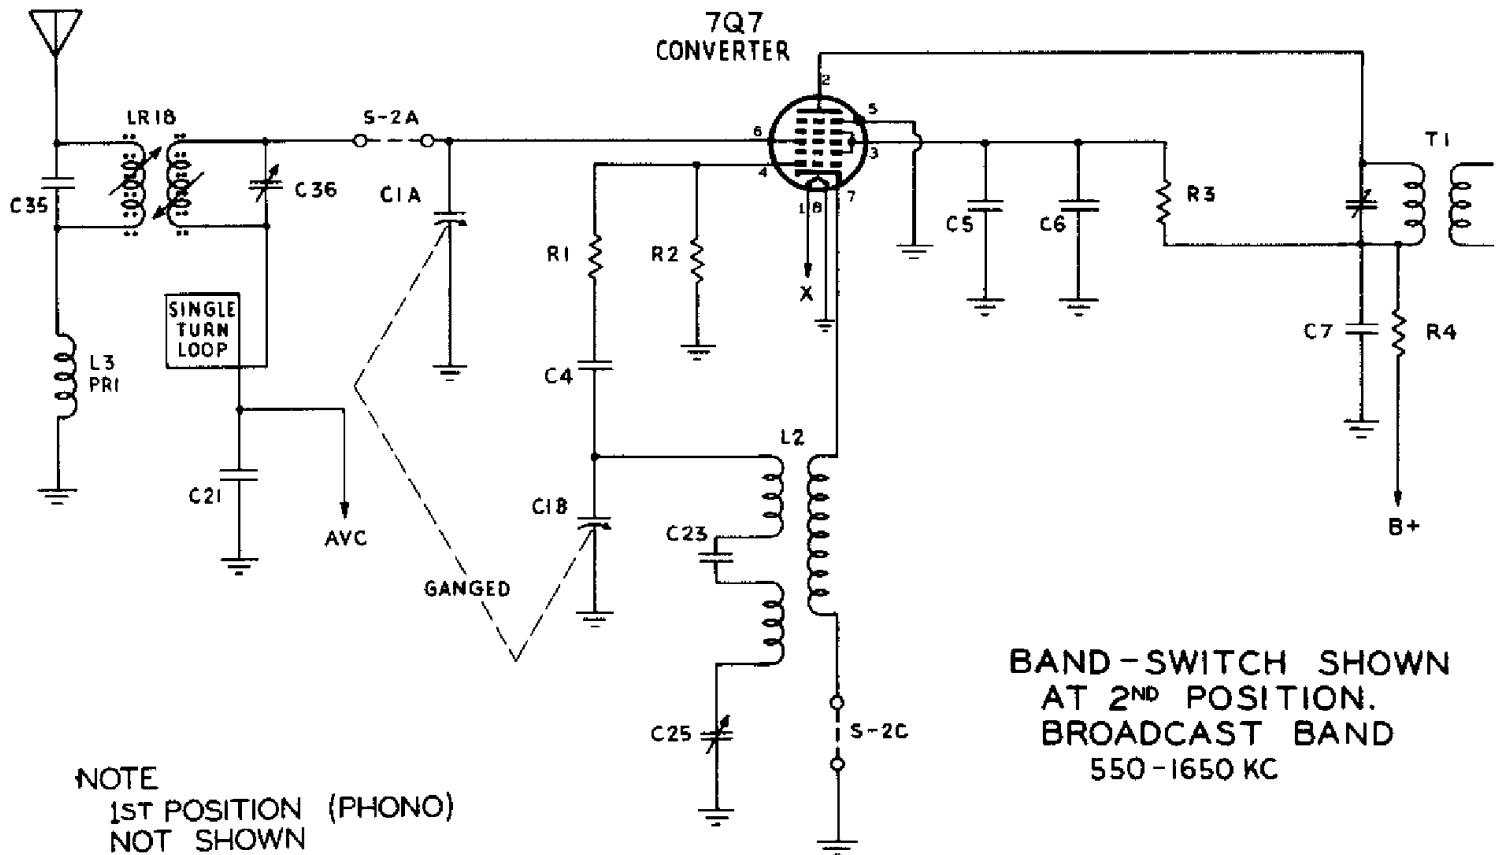 7Q7
CONVERTER
2
5
6
3
4
7
1
8
X
LR18
S-2A
C35
C36
C1A
R1
R2
C5
C6
R3
T1
SINGLE
TURN
LOOP
L3
PRI
C4
C7
R4
L2
C21
AVC
C1B
C23
B+
GANGED
C25
S-2C
BAND-SWITCH SHOWN
AT 2ND POSITION.
BROADCAST BAND
550-1650 KC
NOTE
1ST POSITION (PHONO)
NOT SHOWN